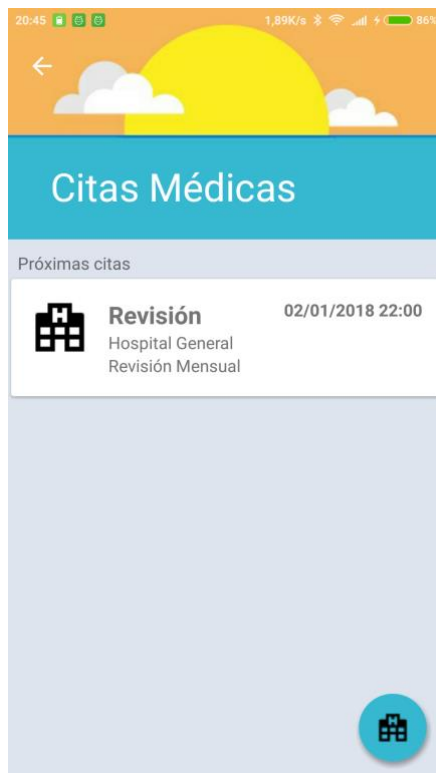 20:45 1,89K/s 86%
Citas Médicas
Próximas citas
Revisión 02/01/2018 22:00
Hospital General
Revisión Mensual